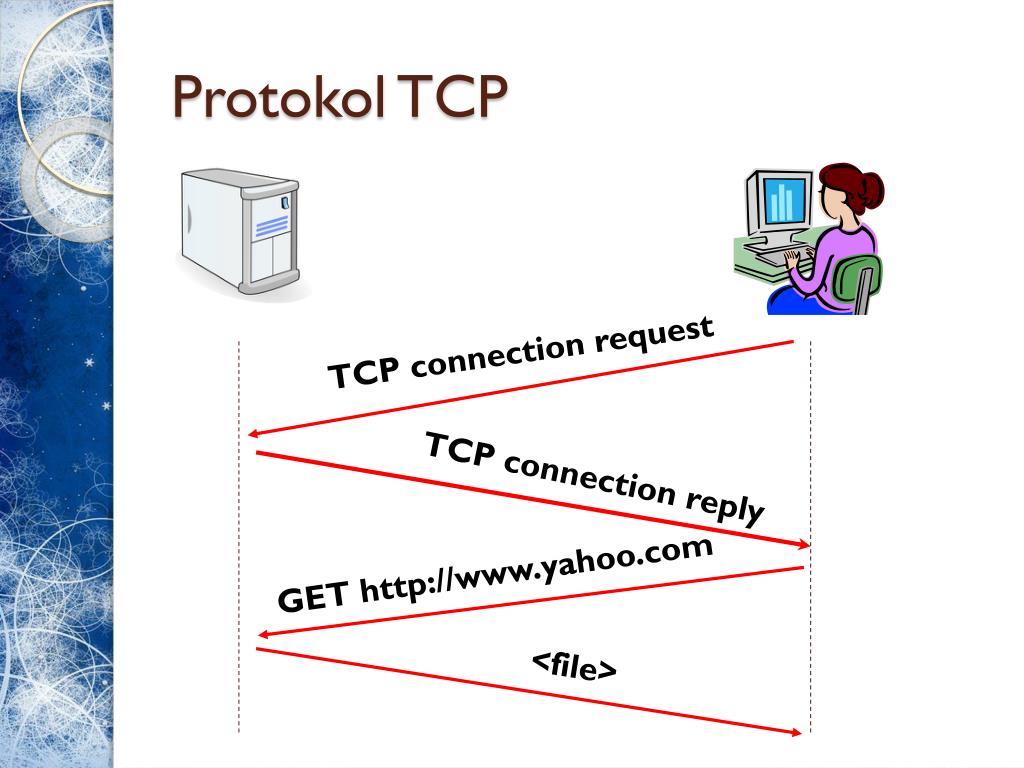 Protokol TCP
TCP connection request
TCP connection reply
GET http://www.yahoo.com
<file>